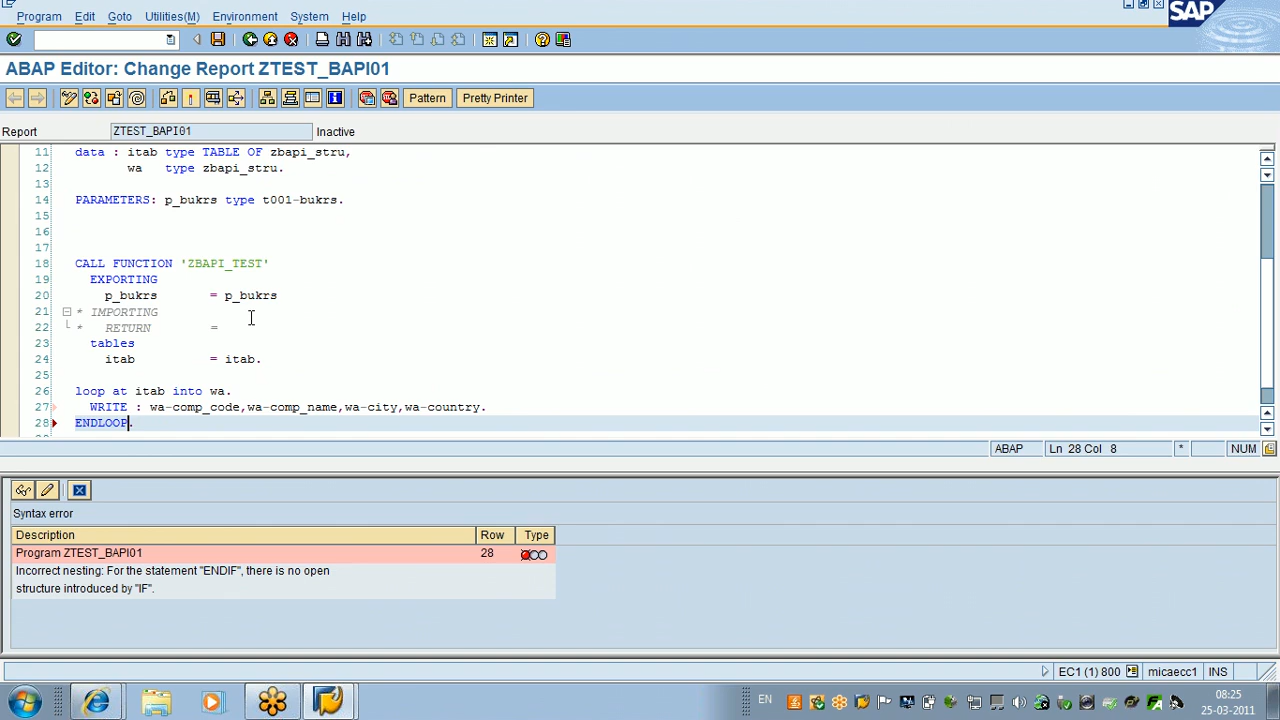 Program Edit Goto Utilities(M) Environment System Help
SAP
ABAP Editor: Change Report ZTEST_BAPI01
Pattern Pretty Printer
Report ZTEST_BAPI01 Inactive
11 data : itab type TABLE OF zbapi_stru,
12 wa type zbapi_stru.
13
14 PARAMETERS: p_bukrs type t001-bukrs.
15
16
17
18 CALL FUNCTION 'ZBAPI_TEST'
19 EXPORTING
20 p_bukrs = p_bukrs
21 * IMPORTING
22 * RETURN =
23 tables
24 itab = itab.
25
26 loop at itab into wa.
27 WRITE : wa-comp_code,wa-comp_name,wa-city,wa-country.
28 ENDLOOP.
ABAP Ln 28 Col 8 * NUM
Syntax error
Description Row Type
Program ZTEST_BAPI01 28
Incorrect nesting: For the statement "ENDIF", there is no open
structure introduced by "IF".
EC1 (1) 800 micaecc1 INS
EN 08:25
25-03-2011